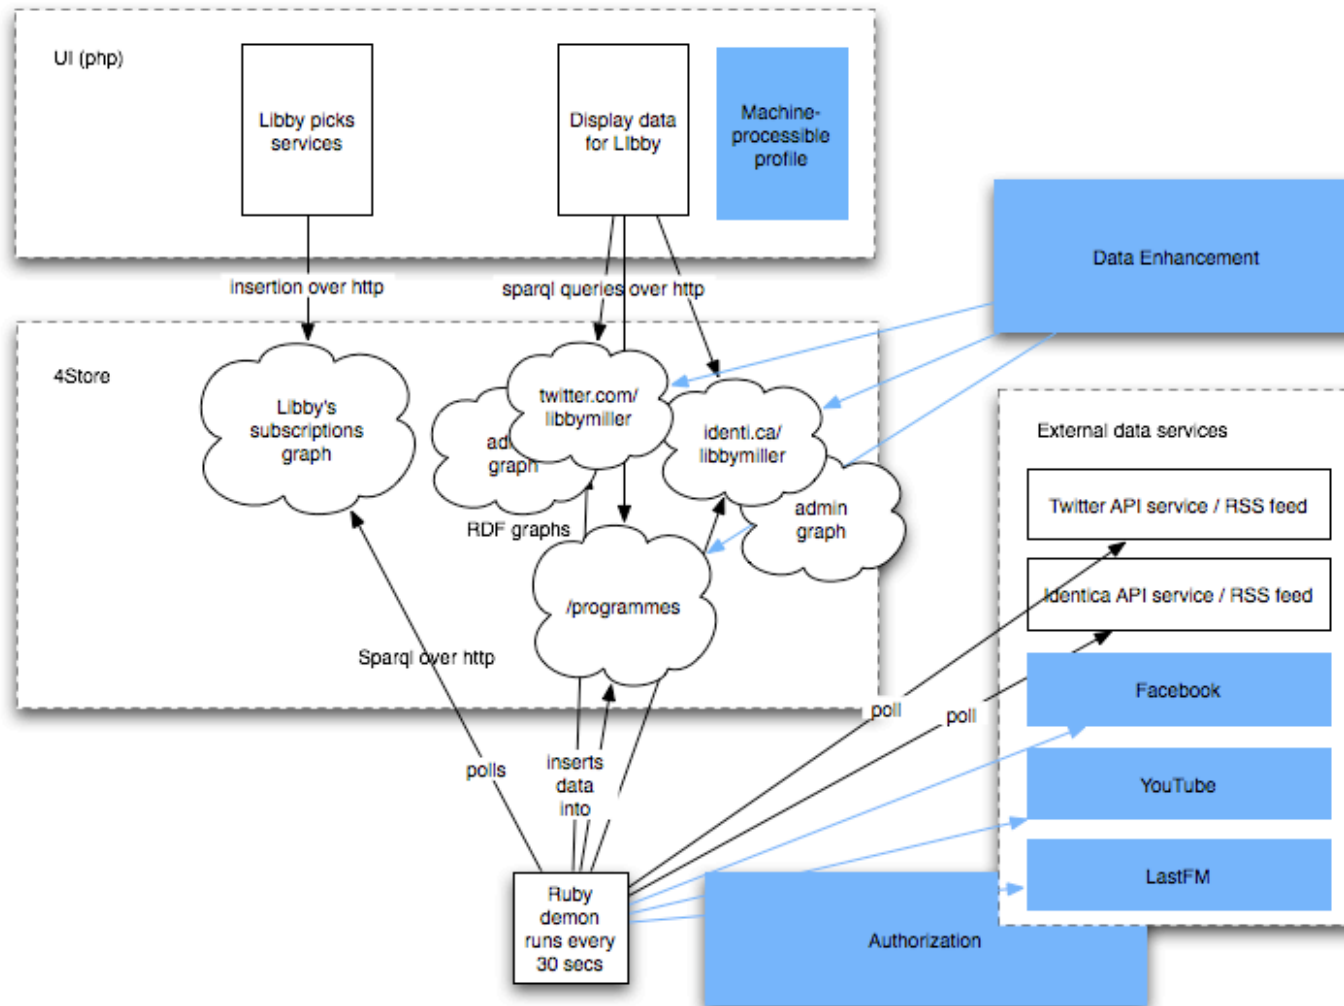 UI (php)
Libby picks
services
Display data
for LIbby
Machine-
processible
profile
insertion over http
sparql queries over http
Data Enhancement
4Store
Libby's
subscriptions
graph
twitter.com/
libbymiller
graph
identi.ca/
libbymiller
admin
graph
RDF graphs
/programmes
Sparql over http
External data services
Twitter API service / RSS feed
Identica API service / RSS feed
Facebook
YouTube
LastFM
poll
poll
polls
inserts
data
into
Ruby
demon
runs every
30 secs
Authorization